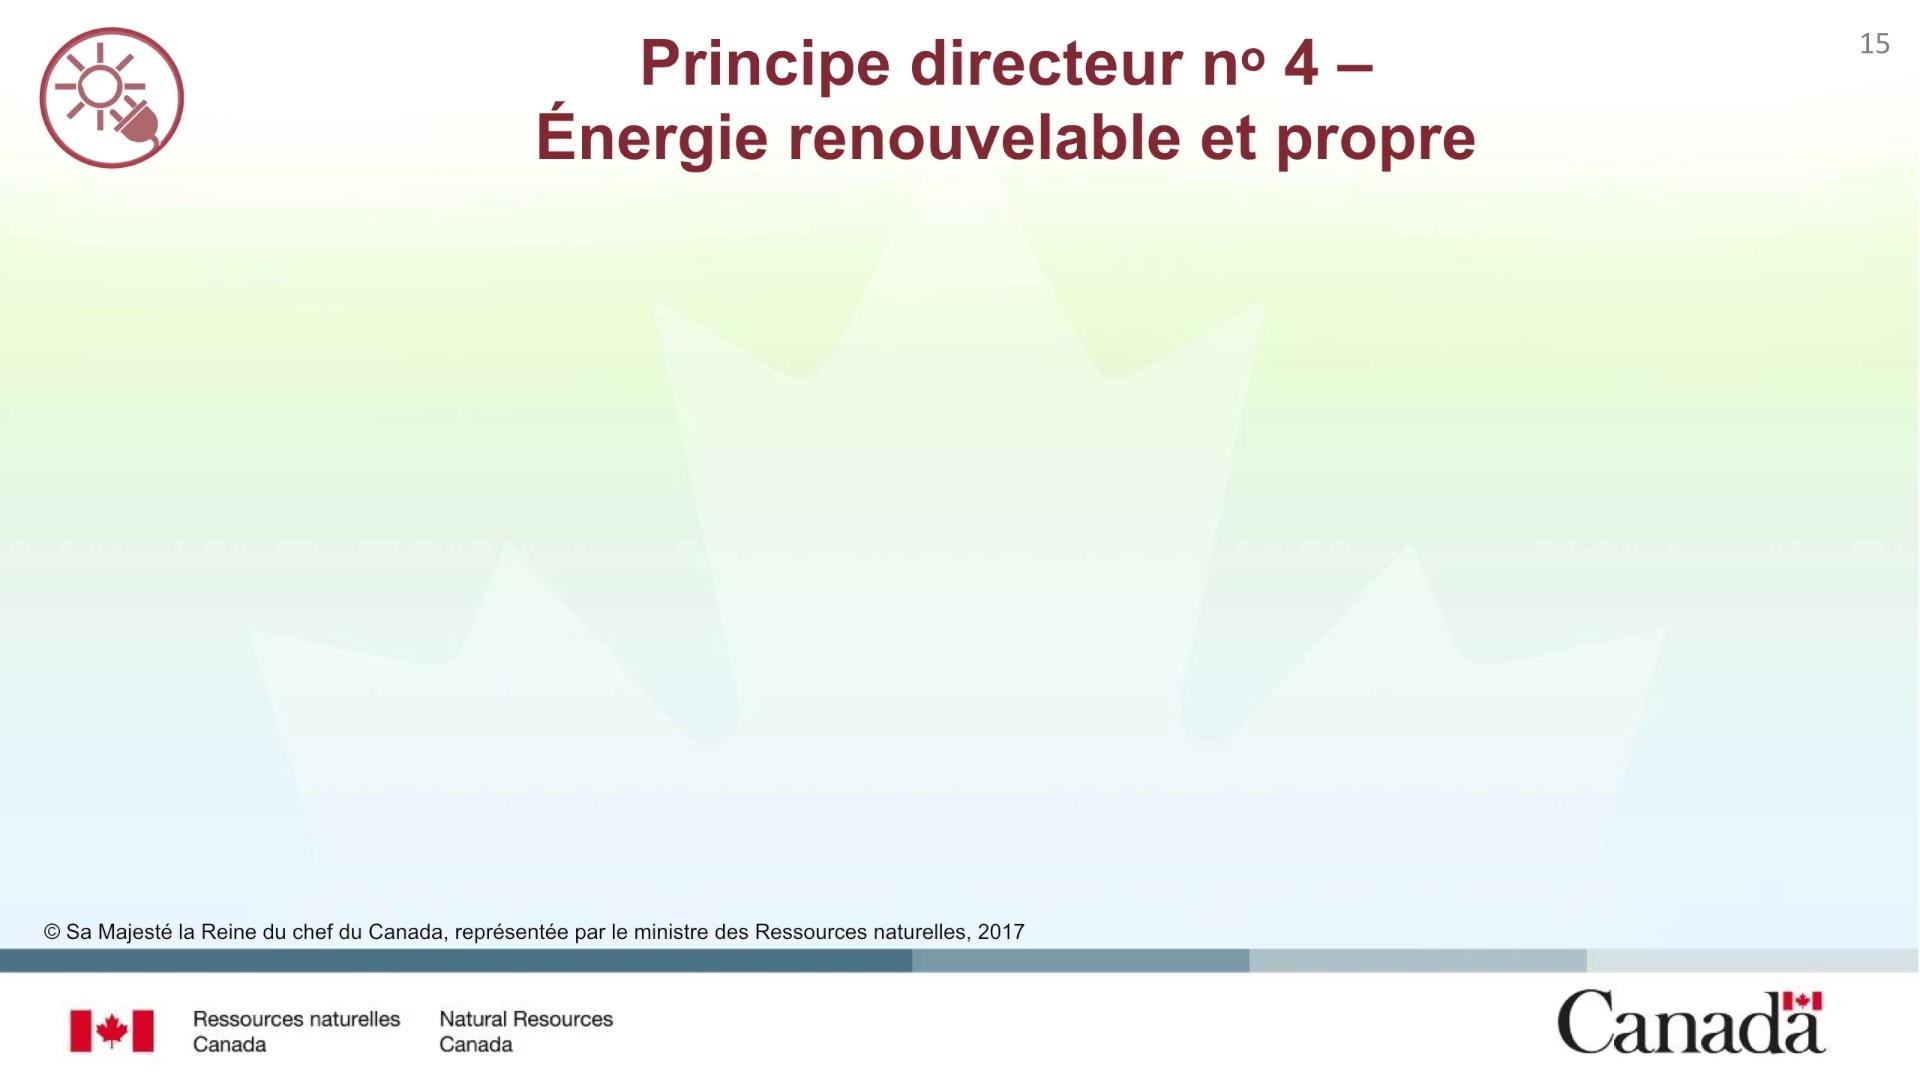 15
Principe directeur nº 4 –
Énergie renouvelable et propre
© Sa Majesté la Reine du chef du Canada, représentée par le ministre des Ressources naturelles, 2017
Ressources naturelles
Canada
Natural Resources
Canada
Canada